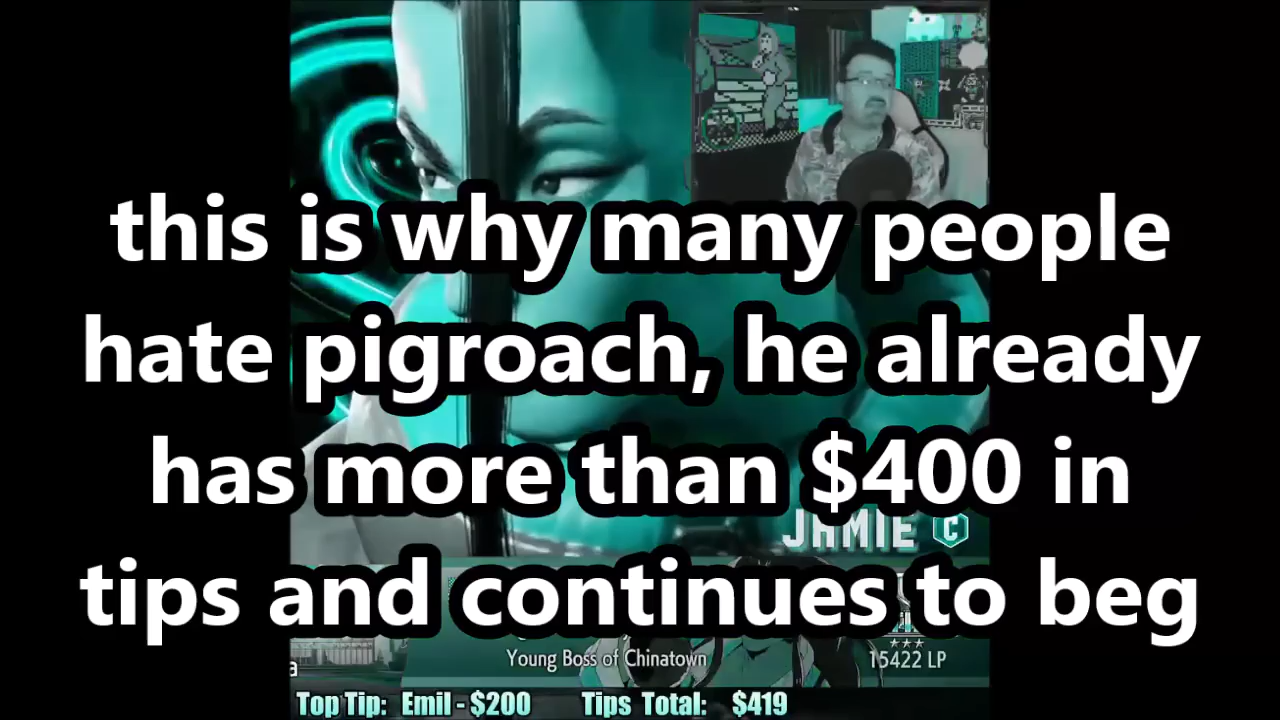 this is why many people
hate pigroach, he already
has more than $400 in
JAMIE C
tips and continues to beg
Young Boss of Chinatown
15422 LP
Top Tip: Emil - $200 Tips Total: $419